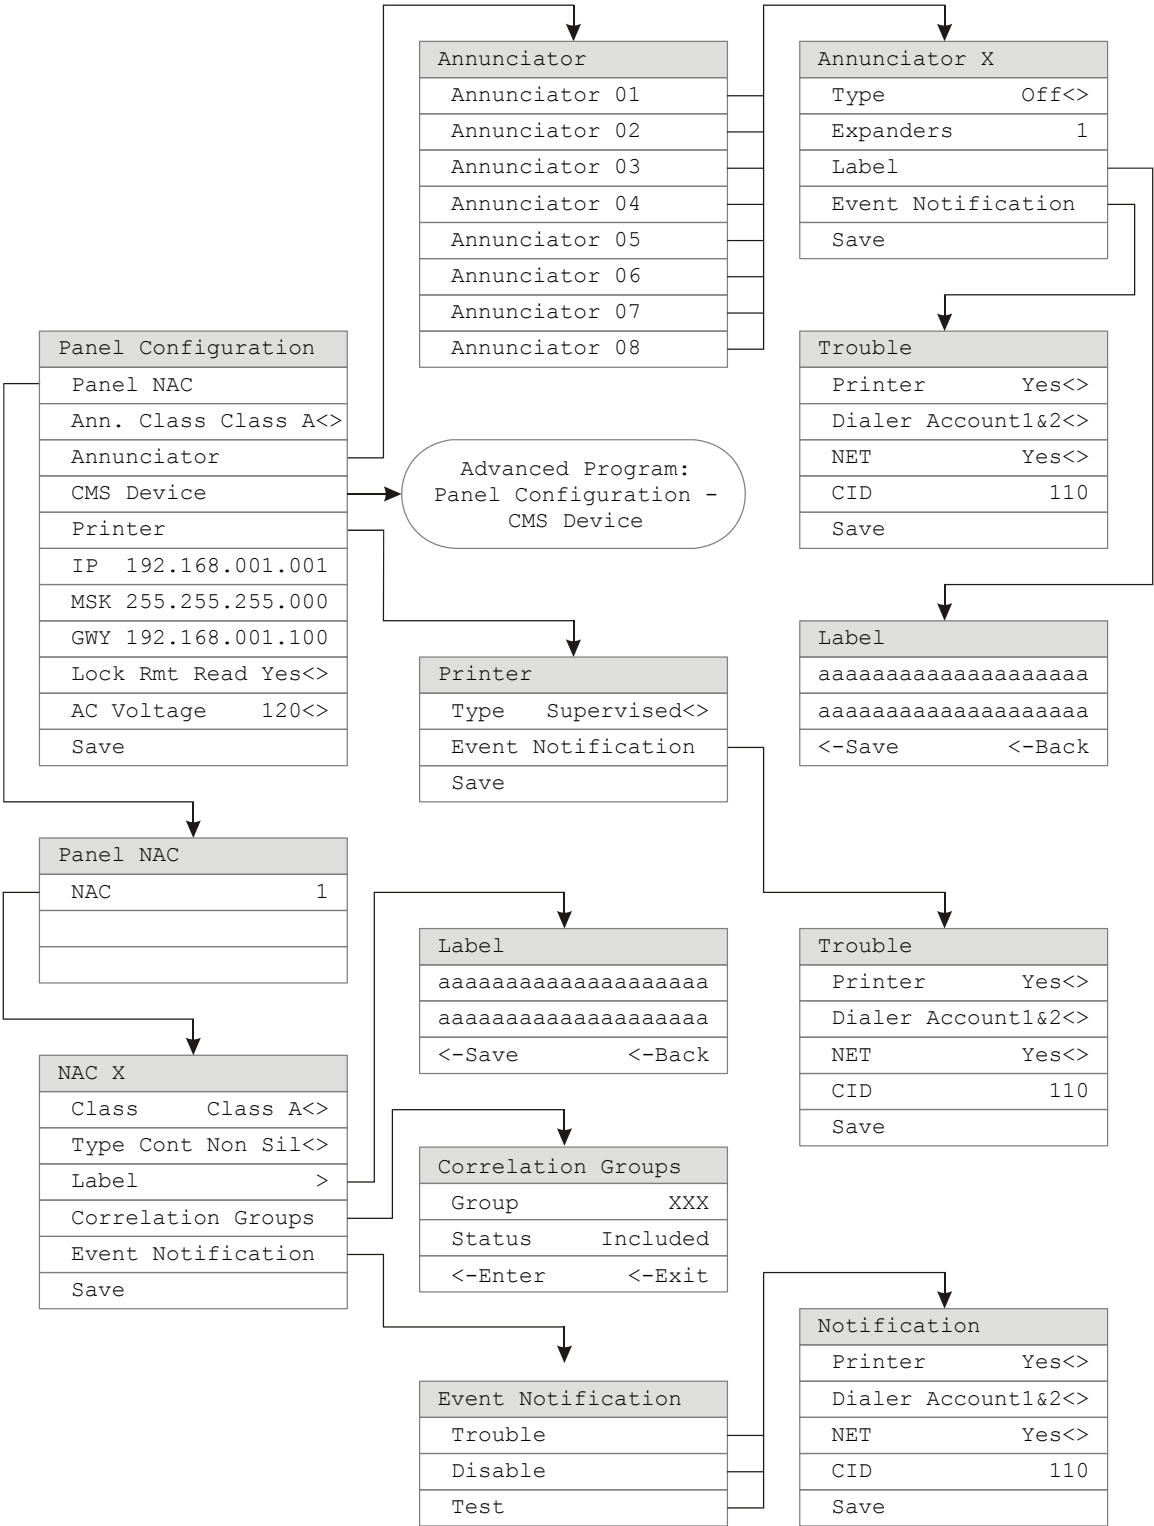 Annunciator
Annunciator 01
Annunciator 02
Annunciator 03
Annunciator 04
Annunciator 05
Annunciator 06
Annunciator 07
Annunciator 08
Annunciator X
Type Off<>
Expanders 1
Label
Event Notification
Save
Panel Configuration
Panel NAC
Ann. Class Class A<>
Annunciator
CMS Device
Printer
IP 192.168.001.001
MSK 255.255.255.000
GWY 192.168.001.100
Lock Rmt Read Yes<>
AC Voltage 120<>
Save
Advanced Program:
Panel Configuration -
CMS Device
Trouble
Printer Yes<>
Dialer Account1&2<>
NET Yes<>
CID 110
Save
Printer
Type Supervised<>
Event Notification
Save
Label
aaaaaaaaaaaaaaaaaaaa
aaaaaaaaaaaaaaaaaaaa
<-Save <-Back
Panel NAC
NAC 1
Label
aaaaaaaaaaaaaaaaaaaa
aaaaaaaaaaaaaaaaaaaa
<-Save <-Back
Trouble
Printer Yes<>
Dialer Account1&2<>
NET Yes<>
CID 110
Save
NAC X
Class Class A<>
Type Cont Non Sil<>
Label >
Correlation Groups
Event Notification
Save
Correlation Groups
Group XXX
Status Included
<-Enter <-Exit
Event Notification
Trouble
Disable
Test
Notification
Printer Yes<>
Dialer Account1&2<>
NET Yes<>
CID 110
Save